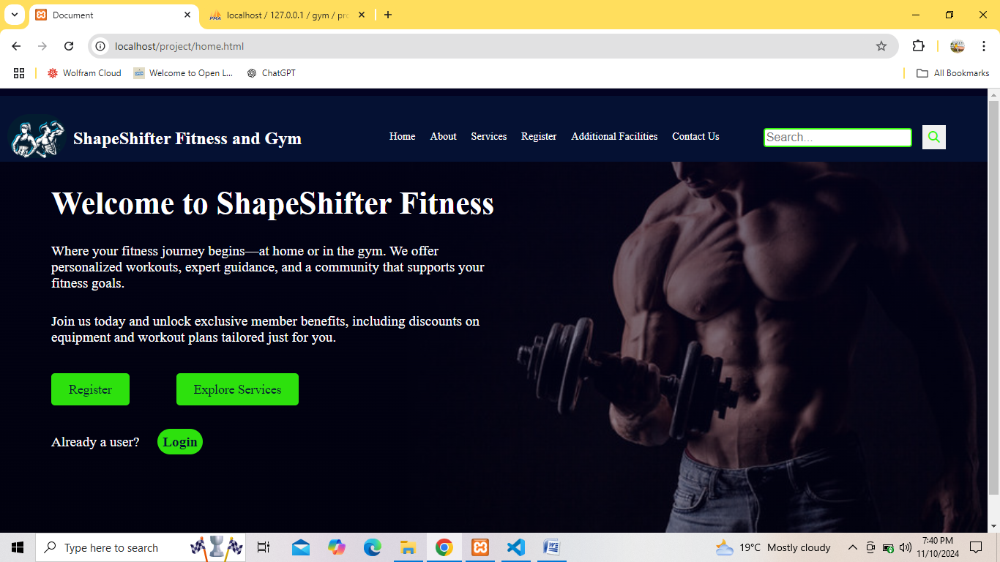 Document
PMA
localhost / 127.0.0.1 / gym / pro
localhost/project/home.html
Wolfram Cloud
Welcome to Open L...
ChatGPT
All Bookmarks
ShapeShifter Fitness and Gym
Home
About
Services
Register
Additional Facilities
Contact Us
Search...
Welcome to ShapeShifter Fitness
Where your fitness journey begins—at home or in the gym. We offer
personalized workouts, expert guidance, and a community that supports your
fitness goals.
Join us today and unlock exclusive member benefits, including discounts on
equipment and workout plans tailored just for you.
Register
Explore Services
Already a user?
Login
Type here to search
19°C Mostly cloudy
7:40 PM
11/10/2024